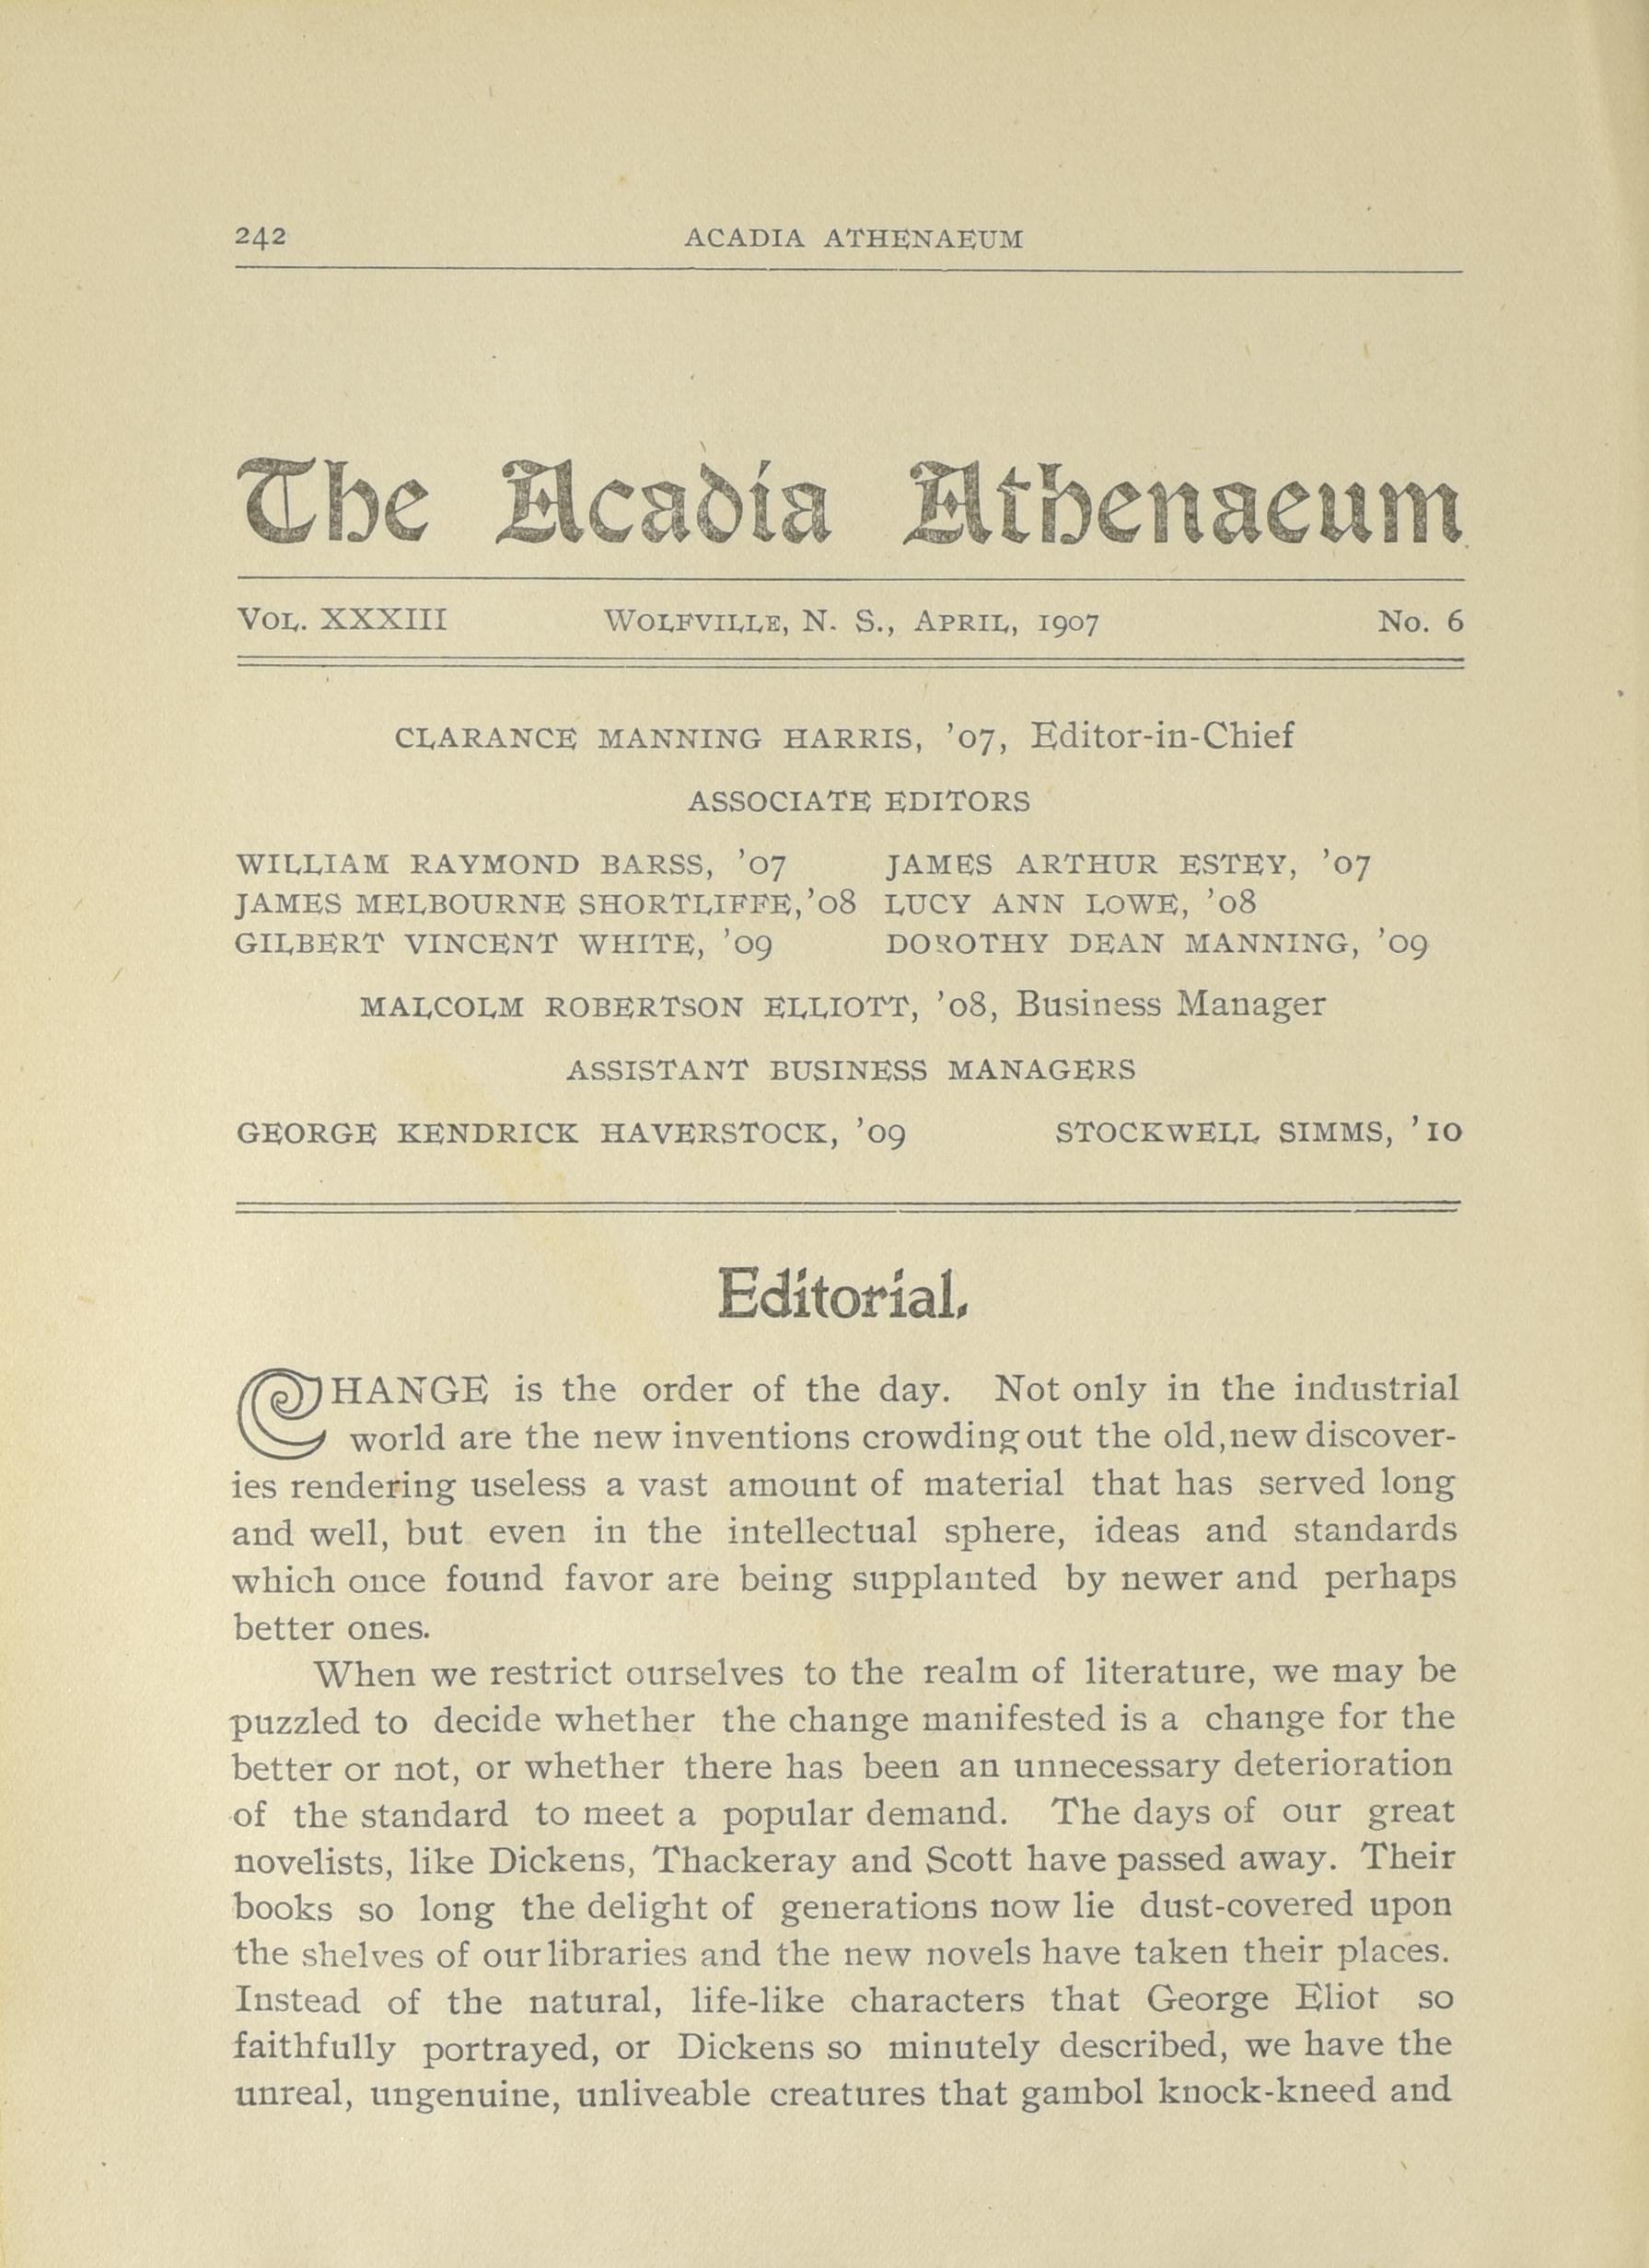 242 ACADIA ATHENAEUM
The Acadia Athenaeum
VOL. XXXIII WOLFVILLE, N. S., APRIL, 1907 No. 6
CLARANCE MANNING HARRIS, '07, Editor-in-Chief
ASSOCIATE EDITORS
WILLIAM RAYMOND BARSS, '07 JAMES ARTHUR ESTEY, '07
JAMES MELBOURNE SHORTLIFFE, '08 LUCY ANN LOWE, '08
GILBERT VINCENT WHITE, '09 DOROTHY DEAN MANNING, '09
MALCOLM ROBERTSON ELLIOTT, '08, Business Manager
ASSISTANT BUSINESS MANAGERS
GEORGE KENDRICK HAVERSTOCK, '09 STOCKWELL SIMMS, '10
Editorial.
CHANGE is the order of the day. Not only in the industrial
world are the new inventions crowding out the old, new discover-
ies rendering useless a vast amount of material that has served long
and well, but even in the intellectual sphere, ideas and standards
which once found favor are being supplanted by newer and perhaps
better ones.
When we restrict ourselves to the realm of literature, we may be
puzzled to decide whether the change manifested is a change for the
better or not, or whether there has been an unnecessary deterioration
of the standard to meet a popular demand. The days of our great
novelists, like Dickens, Thackeray and Scott have passed away. Their
books so long the delight of generations now lie dust-covered upon
the shelves of our libraries and the new novels have taken their places.
Instead of the natural, life-like characters that George Eliot so
faithfully portrayed, or Dickens so minutely described, we have the
unreal, ungenuine, unliveable creatures that gambol knock-kneed and